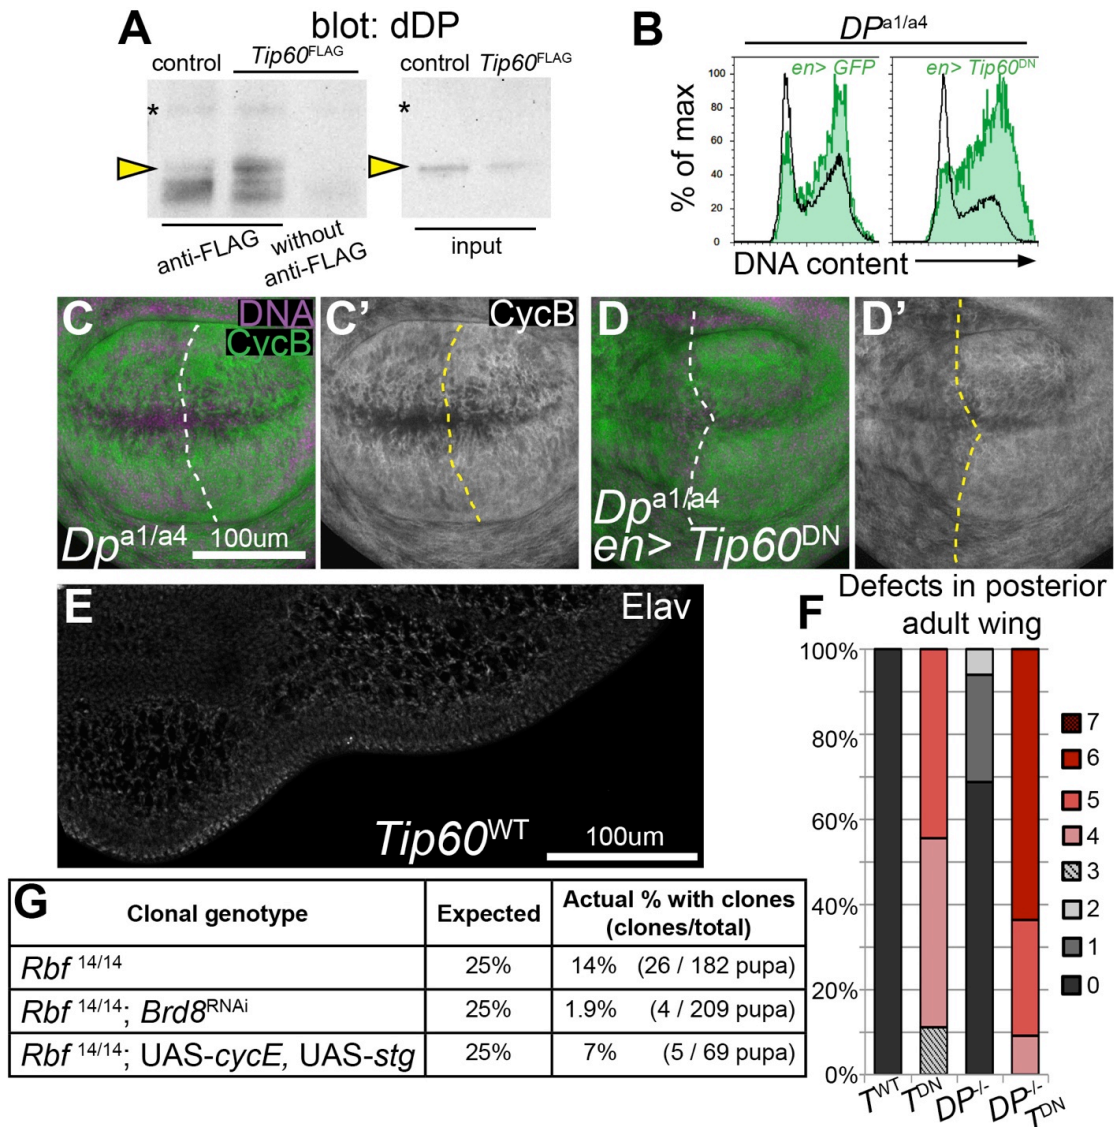 A
blot: dDP
control
Tip60FLAG
control Tip60FLAG
*
*
anti-FLAG
without
anti-FLAG
input
B
DPa1/a4
en> GFP
en> Tip60DN
% of max
100
80
60
40
20
0
DNA content
C
DNA
CycB
Dpa1/a4
100um
C'
CycB
D
Dpa1/a4
en> Tip60DN
D'
E
Elav
Tip60WT
100um
F
Defects in posterior
adult wing
100%
80%
60%
40%
20%
0%
7
6
5
4
3
2
1
0
TWT
TDN
DP-/-
DP-/-
TDN
G
Clonal genotype
Expected
Actual % with clones
(clones/total)
Rbf 14/14
25%
14% (26 / 182 pupa)
Rbf 14/14; Brd8RNAi
25%
1.9% (4 / 209 pupa)
Rbf 14/14; UAS-cycE, UAS-stg
25%
7% (5 / 69 pupa)